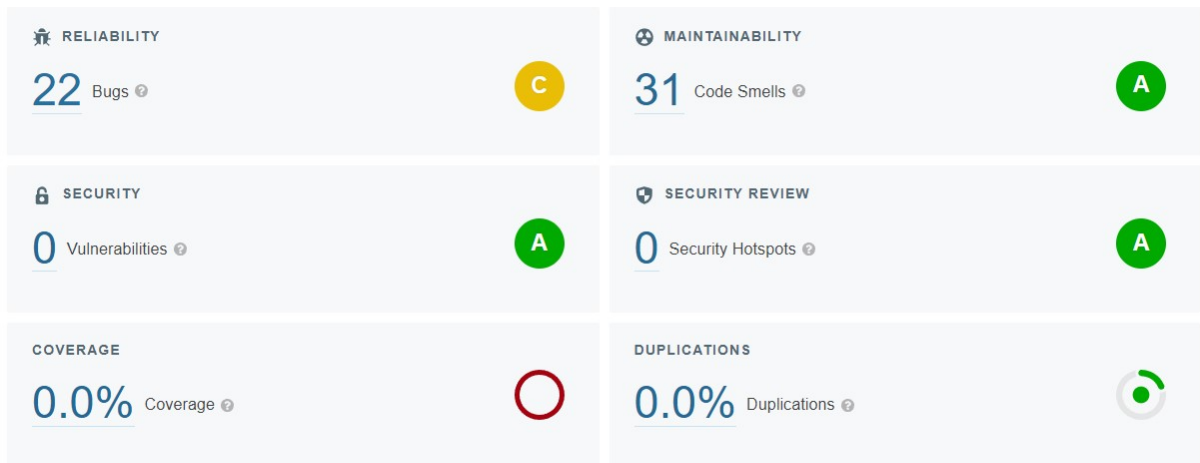 RELIABILITY
22 Bugs ?
C
MAINTAINABILITY
31 Code Smells ?
A
SECURITY
0 Vulnerabilities ?
A
SECURITY REVIEW
0 Security Hotspots ?
A
COVERAGE
0.0% Coverage ?
DUPLICATIONS
0.0% Duplications ?